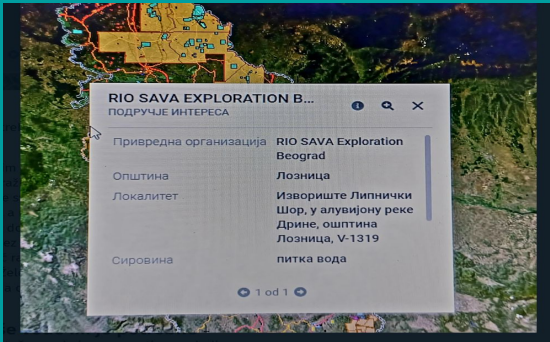 RIO SAVA EXPLORATION B...
ПОДРУЧЈЕ ИНТЕРЕСА
Привредна организација RIO SAVA Exploration
Beograd
Општина Лозница
Локалитет Извориште Липнички
Шор, у алувијону реке
Дрине, општина
Лозница, V-1319
Сировина питка вода
1 od 1